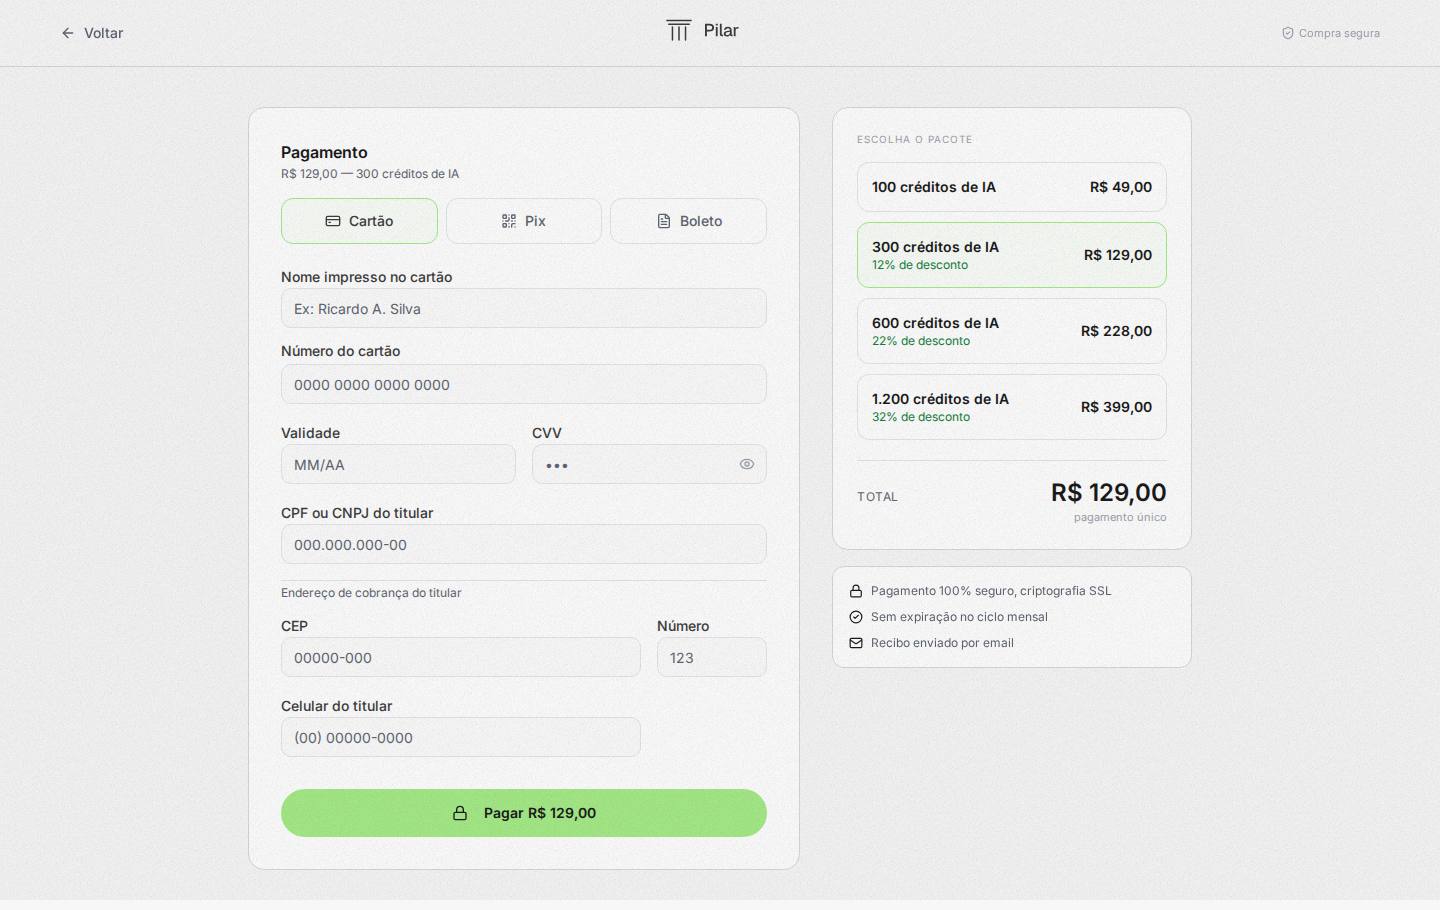 Voltar
Pilar
Compra segura
Pagamento
R$ 129,00 — 300 créditos de IA
Cartão
Pix
Boleto
Nome impresso no cartão
Ex: Ricardo A. Silva
Número do cartão
0000 0000 0000 0000
Validade
CVV
MM/AA
•••
CPF ou CNPJ do titular
000.000.000-00
Endereço de cobrança do titular
CEP
Número
00000-000
123
Celular do titular
(00) 00000-0000
Pagar R$ 129,00
ESCOLHA O PACOTE
100 créditos de IA
R$ 49,00
300 créditos de IA
12% de desconto
R$ 129,00
600 créditos de IA
22% de desconto
R$ 228,00
1.200 créditos de IA
32% de desconto
R$ 399,00
TOTAL
R$ 129,00
pagamento único
Pagamento 100% seguro, criptografia SSL
Sem expiração no ciclo mensal
Recibo enviado por email